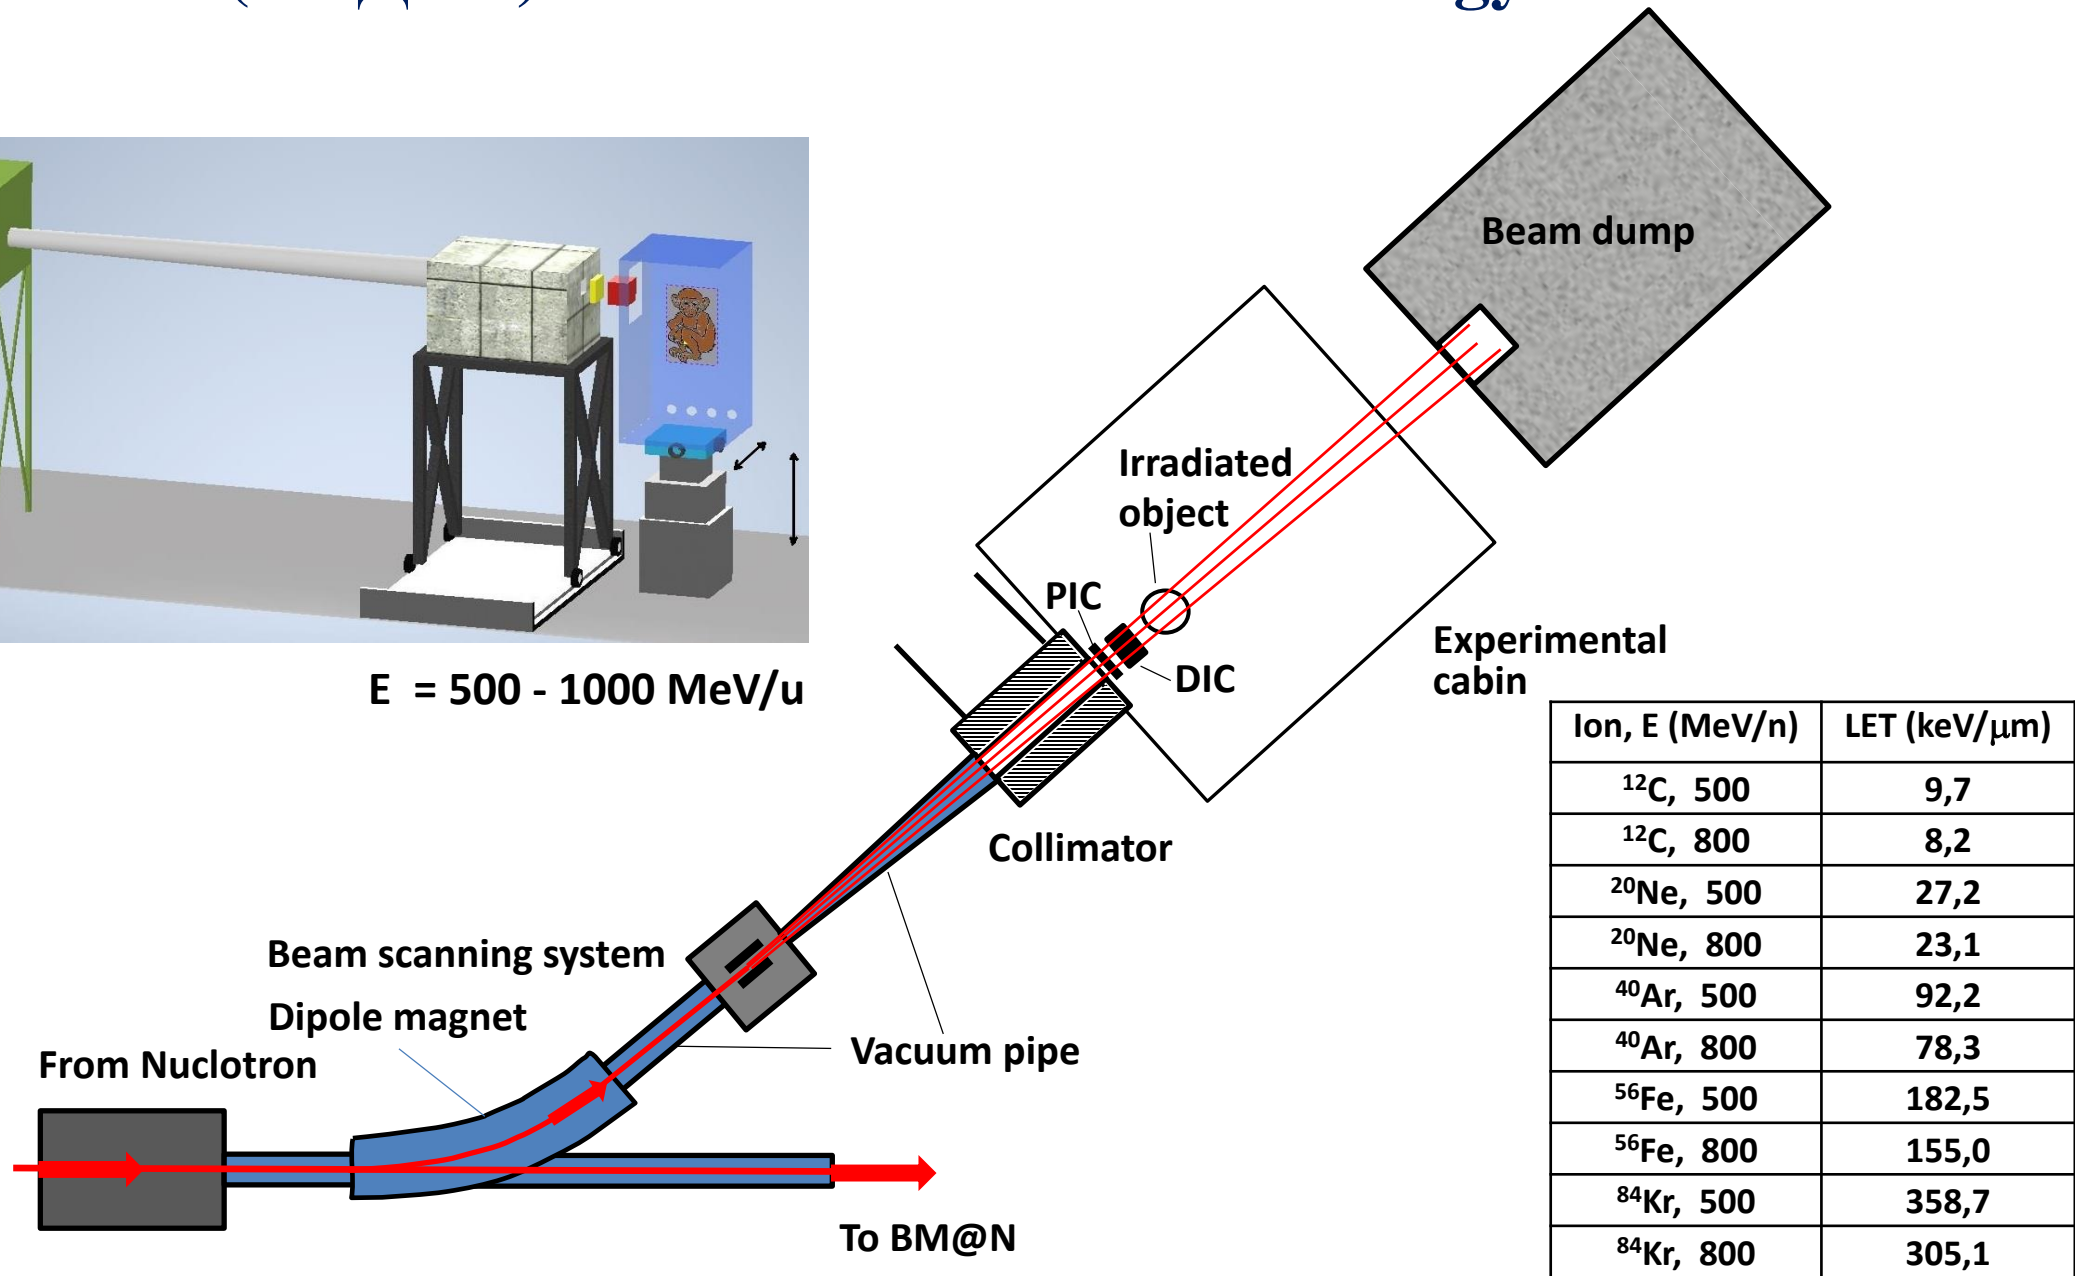 E = 500 - 1000 MeV/u
Beam dump
Irradiated
object
PIC
DIC
Experimental
cabin
Collimator
Beam scanning system
Dipole magnet
From Nuclotron
Vacuum pipe
To BM@N
Ion, E (MeV/n) LET (keV/μm)
¹²C, 500 9,7
¹²C, 800 8,2
²⁰Ne, 500 27,2
²⁰Ne, 800 23,1
⁴⁰Ar, 500 92,2
⁴⁰Ar, 800 78,3
⁵⁶Fe, 500 182,5
⁵⁶Fe, 800 155,0
⁸⁴Kr, 500 358,7
⁸⁴Kr, 800 305,1